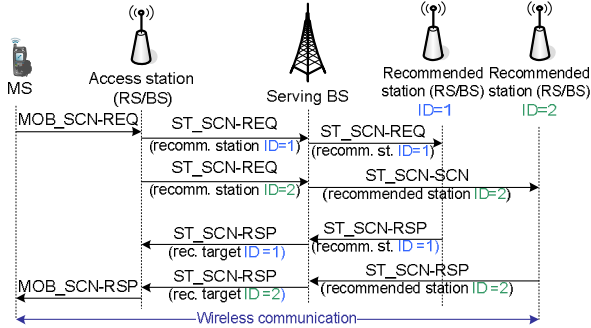 MS
Access station
(RS/BS)
Serving BS
Recommended
station (RS/BS)
ID=1
Recommended
station (RS/BS)
ID=2
MOB_SCN-REQ
ST_SCN-REQ
(recomm. station ID=1)
ST_SCN-REQ
(recomm. st. ID=1)
ST_SCN-REQ
(recomm. station ID=2)
ST_SCN-SCN
(recommended station ID=2)
ST_SCN-RSP
(rec. target ID=1)
ST_SCN-RSP
(recomm. st. ID=1)
MOB_SCN-RSP
ST_SCN-RSP
(rec. target ID=2)
ST_SCN-RSP
(recommended station ID=2)
Wireless communication